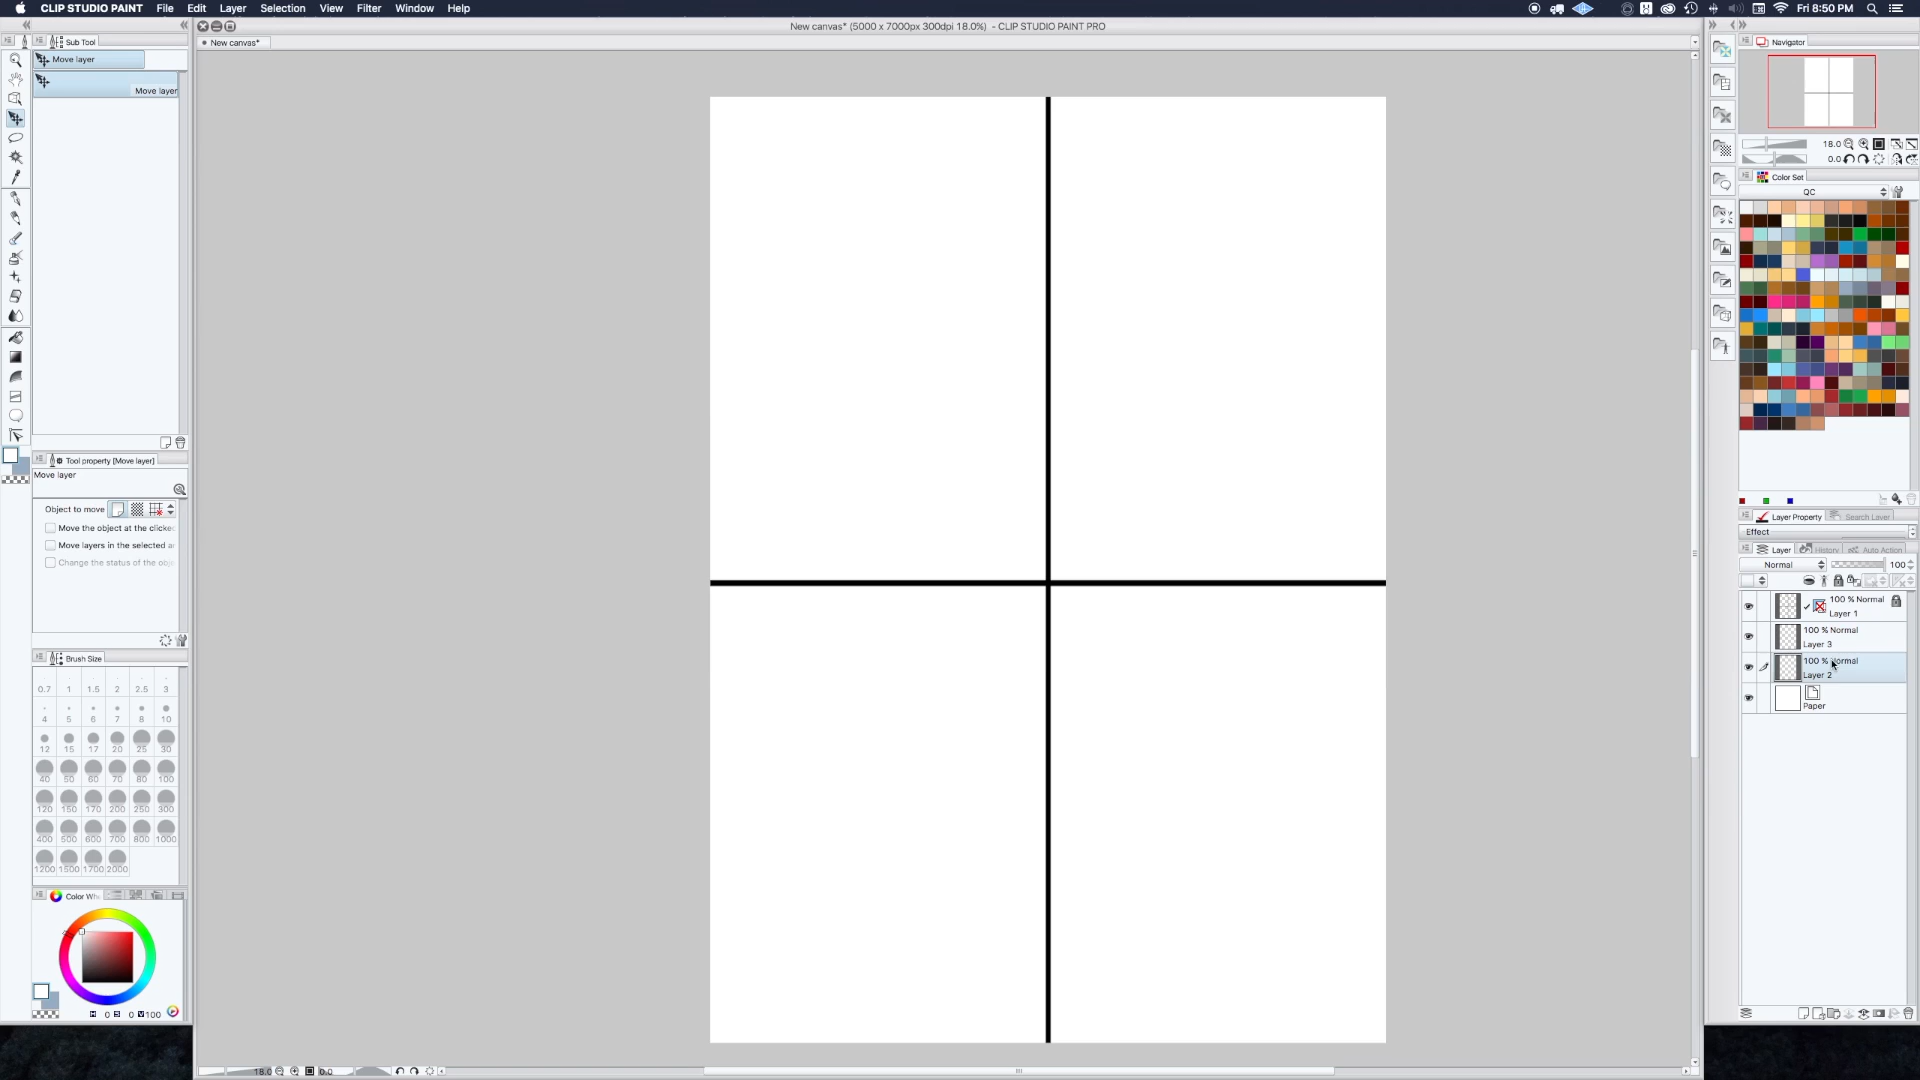 CLIP STUDIO PAINT File Edit Layer Selection View Filter Window Help
Fri 8:50 PM
New canvas* (5000 x 7000px 300dpi 18.0%) - CLIP STUDIO PAINT PRO
New canvas*
Sub Tool
Move layer
Move layer
Tool property [Move layer]
Move layer
Object to move
Move the object at the clicke
Move layers in the selected a
Change the status of the obje
Brush Size
0.7 1 1.5 2 2.5 3
4 5 6 7 8 10
12 15 17 20 25 30
40 50 60 70 80 100
120 150 170 200 250 300
400 500 600 700 800 1000
1200 1500 1700 2000
Color Wh
H 0 S 0 V 100
18.0
0.0
Navigator
18.0
0.0
Color Set
QC
Layer Property
Search Layer
Effect
Layer
History
Auto Action
Normal
100
100 % Normal
Layer 1
100 % Normal
Layer 3
100 % Normal
Layer 2
Paper